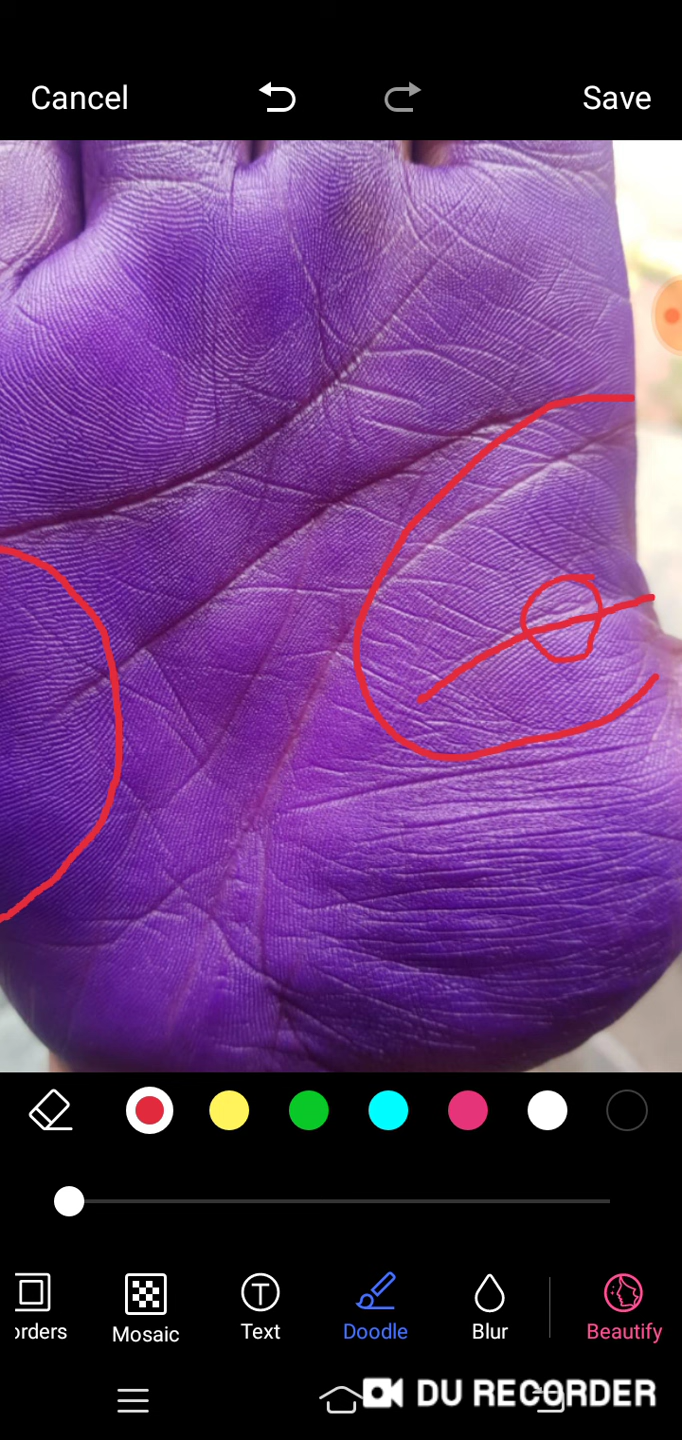 Cancel
Save
orders
Mosaic
T
Text
Doodle
Blur
Beautify
DU RECORDER